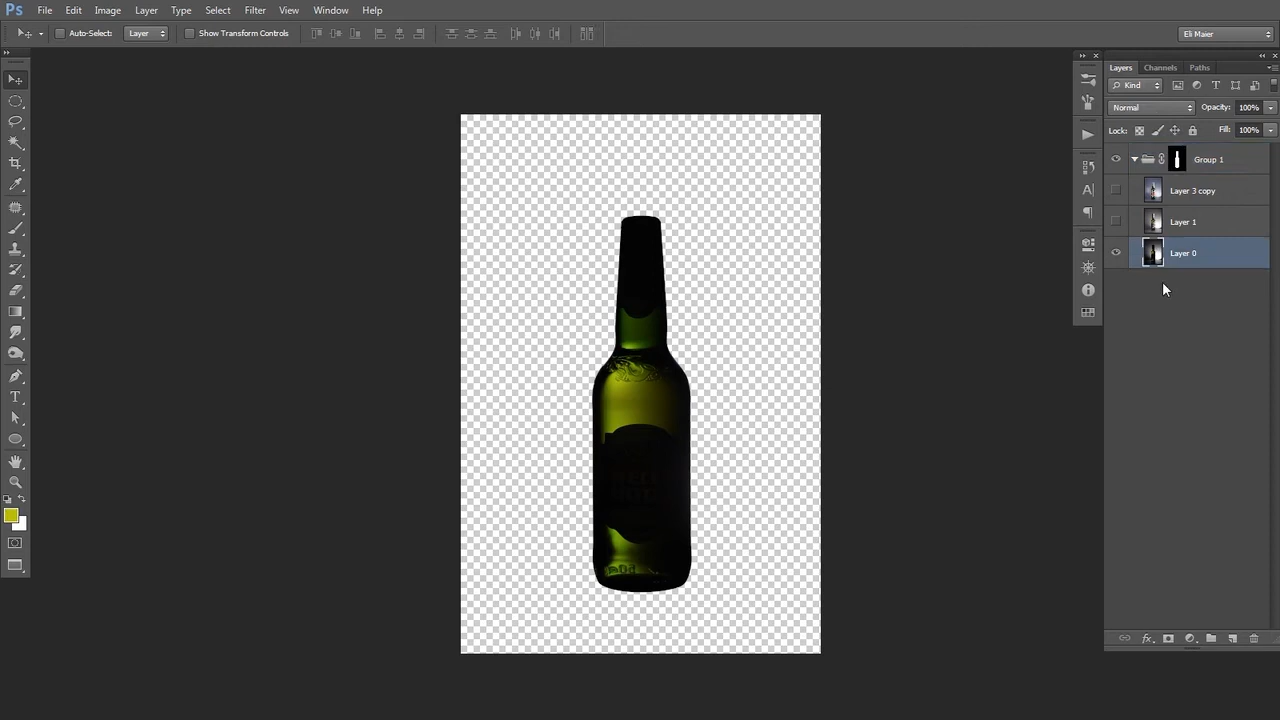 Ps File Edit Image Layer Type Select Filter View Window Help
Auto-Select: Layer Show Transform Controls Eli Maier
Layers Channels Paths
Kind
Normal Opacity: 100%
Lock: Fill: 100%
Group 1
Layer 3 copy
Layer 1
Layer 0